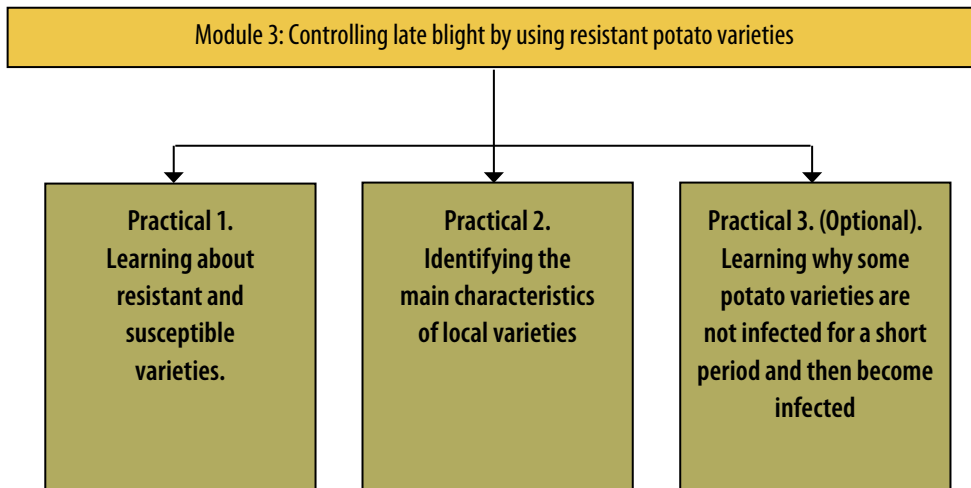 Module 3: Controlling late blight by using resistant potato varieties
Practical 1.
Learning about
resistant and
susceptible
varieties.
Practical 2.
Identifying the
main characteristics
of local varieties
Practical 3. (Optional).
Learning why some
potato varieties are
not infected for a short
period and then become
infected